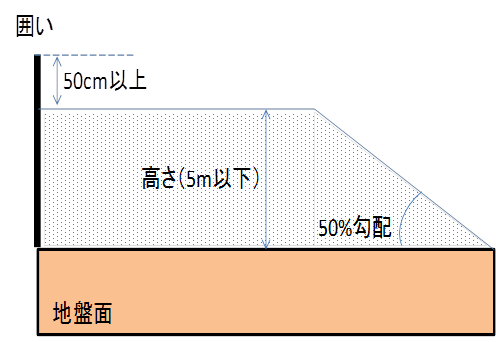 囲い
50cm以上
高さ(5m以下)
50%勾配
地盤面